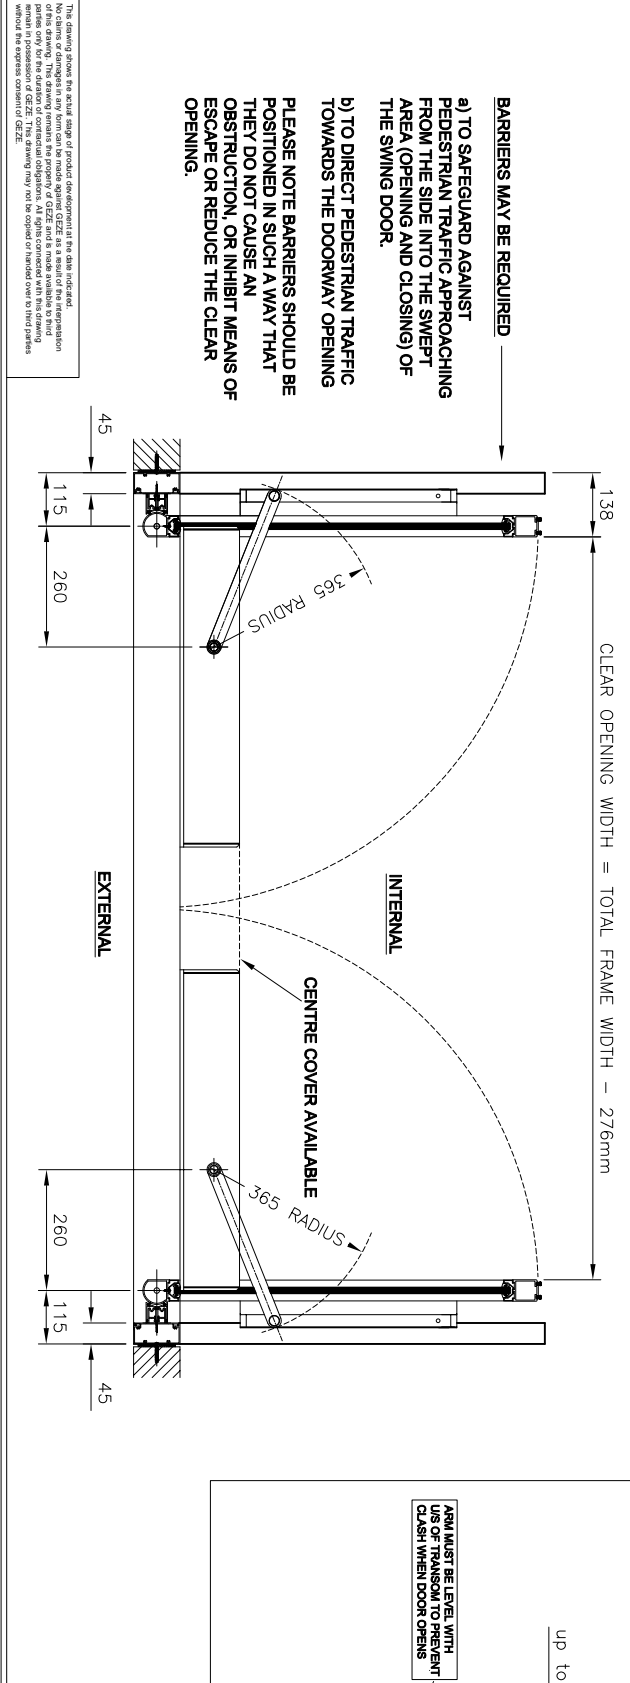 BARRIERS MAY BE REQUIRED
a) TO SAFEGUARD AGAINST
PEDESTRIAN TRAFFIC APPROACHING
FROM THE SIDE INTO THE SWEPT
AREA (OPENING AND CLOSING) OF
THE SWING DOOR.
b) TO DIRECT PEDESTRIAN TRAFFIC
TOWARDS THE DOORWAY OPENING
PLEASE NOTE BARRIERS SHOULD BE
POSITIONED IN SUCH A WAY THAT
THEY DO NOT CAUSE AN
OBSTRUCTION, OR INHIBIT MEANS OF
ESCAPE OR REDUCE THE CLEAR
OPENING.
This drawing shows the actual stage of product development at the date indicated.
No claims or damages in any form can be made against GEZE as a result of the interpretation
of this drawing. This drawing remains the property of GEZE and is made available to third
parties only for the duration of contractual obligations. All rights connected with this drawing
remain in possession of GEZE. This drawing may not be copied or handed over to third parties
without the express consent of GEZE.
138
CLEAR OPENING WIDTH = TOTAL FRAME WIDTH - 276mm
365 RADIUS
INTERNAL
CENTRE COVER AVAILABLE
365 RADIUS
EXTERNAL
45
115
260
260
115
45
up to
ARM MUST BE LEVEL WITH
U/S OF TRANSOM TO PREVENT
CLASH WHEN DOOR OPENS